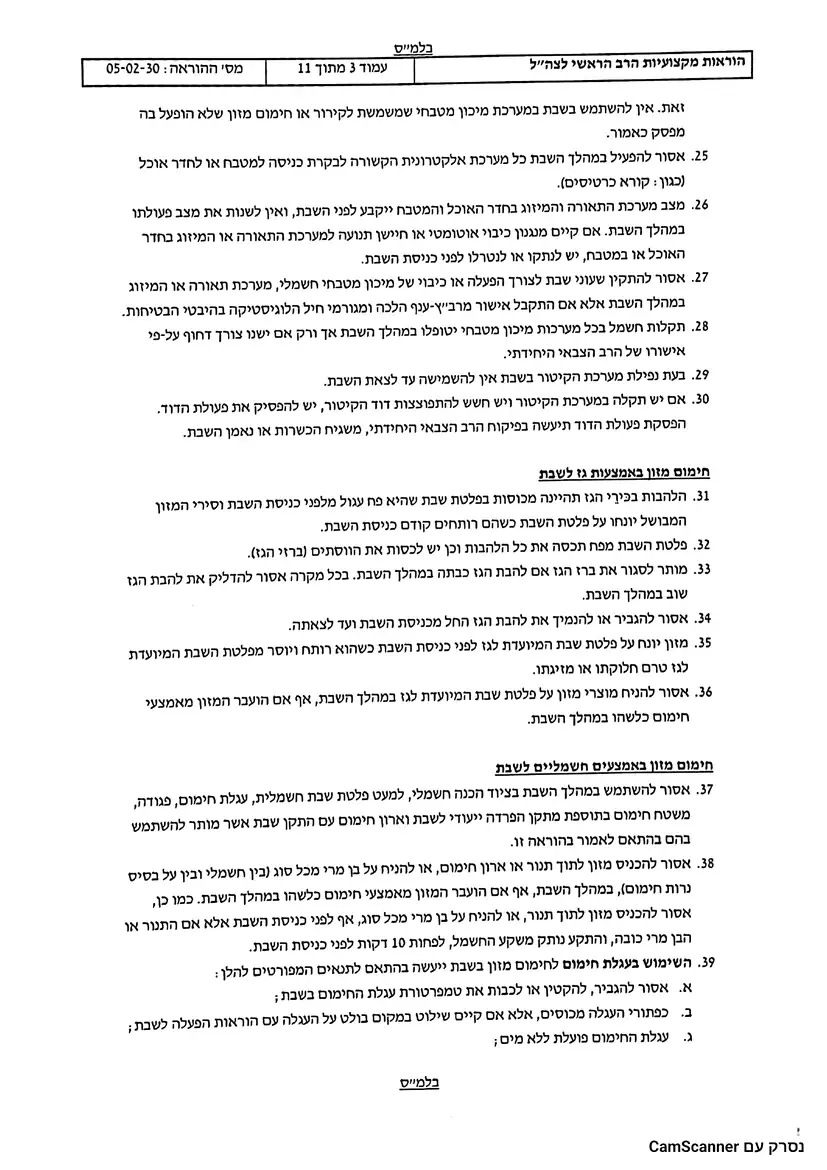 בלמ״ס
הוראות מקצועיות הרב הראשי לצה״ל עמוד 3 מתוך 11 מס׳ ההוראה: 05-02-30
זאת. אין להשתמש בשבת במערכת מיכון מטבחי שמשמשת לקירור או חימום מזון שלא הופעל בה
מפסק כאמור.
25. אסור להפעיל במהלך השבת כל מערכת אלקטרונית הקשורה לבקרת כניסה למטבח או לחדר אוכל
(כגון: קורא כרטיסים).
26. מצב מערכת התאורה והמיזוג בחדר האוכל והמטבח ייקבע לפני השבת, ואין לשנות את מצב פעולתו
במהלך השבת. אם קיים מנגנון כיבוי אוטומטי או חיישן תנועה למערכת התאורה או המיזוג בחדר
האוכל או במטבח, יש לנתקו או לנטרלו לפני כניסת השבת.
27. אסור להתקין שעוני שבת לצורך הפעלה או כיבוי של מיכון מטבחי חשמלי, מערכת תאורה או המיזוג
במהלך השבת אלא אם התקבל אישור מרב״ץ-ענף הלכה ומגורמי חיל הלוגיסטיקה בהיבטי הבטיחות.
28. תקלות חשמל בכל מערכות מיכון מטבחי יטופלו במהלך השבת אך ורק אם ישנו צורך דחוף על-פי
אישורו של הרב הצבאי היחידתי.
29. בעת נפילת מערכת הקיטור בשבת אין להשמישה עד לצאת השבת.
30. אם יש תקלה במערכת הקיטור ויש חשש להתפוצצות דוד הקיטור, יש להפסיק את פעולת הדוד.
הפסקת פעולת הדוד תיעשה בפיקוח הרב הצבאי היחידתי, משגיח הכשרות או נאמן השבת.
חימום מזון באמצעות גז לשבת
31. הלהבות בכִּירֵי הגז תהיינה מכוסות בפלטת שבת שהיא פח עגול מלפני כניסת השבת וסירי המזון
המבושל יונחו על פלטת השבת כשהם רותחים קודם כניסת השבת.
32. פלטת השבת מפח תכסה את כל הלהבות וכן יש לכסות את הווסתים (ברזי הגז).
33. מותר לסגור את ברז הגז אם להבת הגז כבתה במהלך השבת. בכל מקרה אסור להדליק את להבת הגז
שוב במהלך השבת.
34. אסור להגביר או להנמיך את להבת הגז החל מכניסת השבת ועד לצאתה.
35. מזון יונח על פלטת שבת המיועדת לגז לפני כניסת השבת כשהוא רותח ויוסר מפלטת השבת המיועדת
לגז טרם חלוקתו או מזיגתו.
36. אסור להניח מוצרי מזון על פלטת שבת המיועדת לגז במהלך השבת, אף אם הועבר המזון מאמצעי
חימום כלשהו במהלך השבת.
חימום מזון באמצעים חשמליים לשבת
37. אסור להשתמש במהלך השבת בציוד הכנה חשמלי, למעט פלטת שבת חשמלית, עגלת חימום, פגודה,
משטח חימום בתוספת מתקן הפרדה ייעודי לשבת וארון חימום עם התקן שבת אשר מותר להשתמש
בהם בהתאם לאמור בהוראה זו.
38. אסור להכניס מזון לתוך תנור או ארון חימום, או להניח על בן מרי מכל סוג (בין חשמלי ובין על בסיס
נרות חימום), במהלך השבת, אף אם הועבר המזון מאמצעי חימום כלשהו במהלך השבת. כמו כן,
אסור להכניס מזון לתוך תנור, או להניח על בן מרי מכל סוג, אף לפני כניסת השבת אלא אם התנור או
הבן מרי כובה, והתקע נותק משקע החשמל, לפחות 10 דקות לפני כניסת השבת.
39. השימוש בעגלת חימום לחימום מזון בשבת ייעשה בהתאם לתנאים המפורטים להלן:
א. אסור להגביר, להקטין או לכבות את טמפרטורת עגלת החימום בשבת;
ב. כפתורי העגלה מכוסים, אלא אם קיים שילוט במקום בולט על העגלה עם הוראות הפעלה לשבת;
ג. עגלת החימום פועלת ללא מים;
בלמ״ס
נסרק עם CamScanner